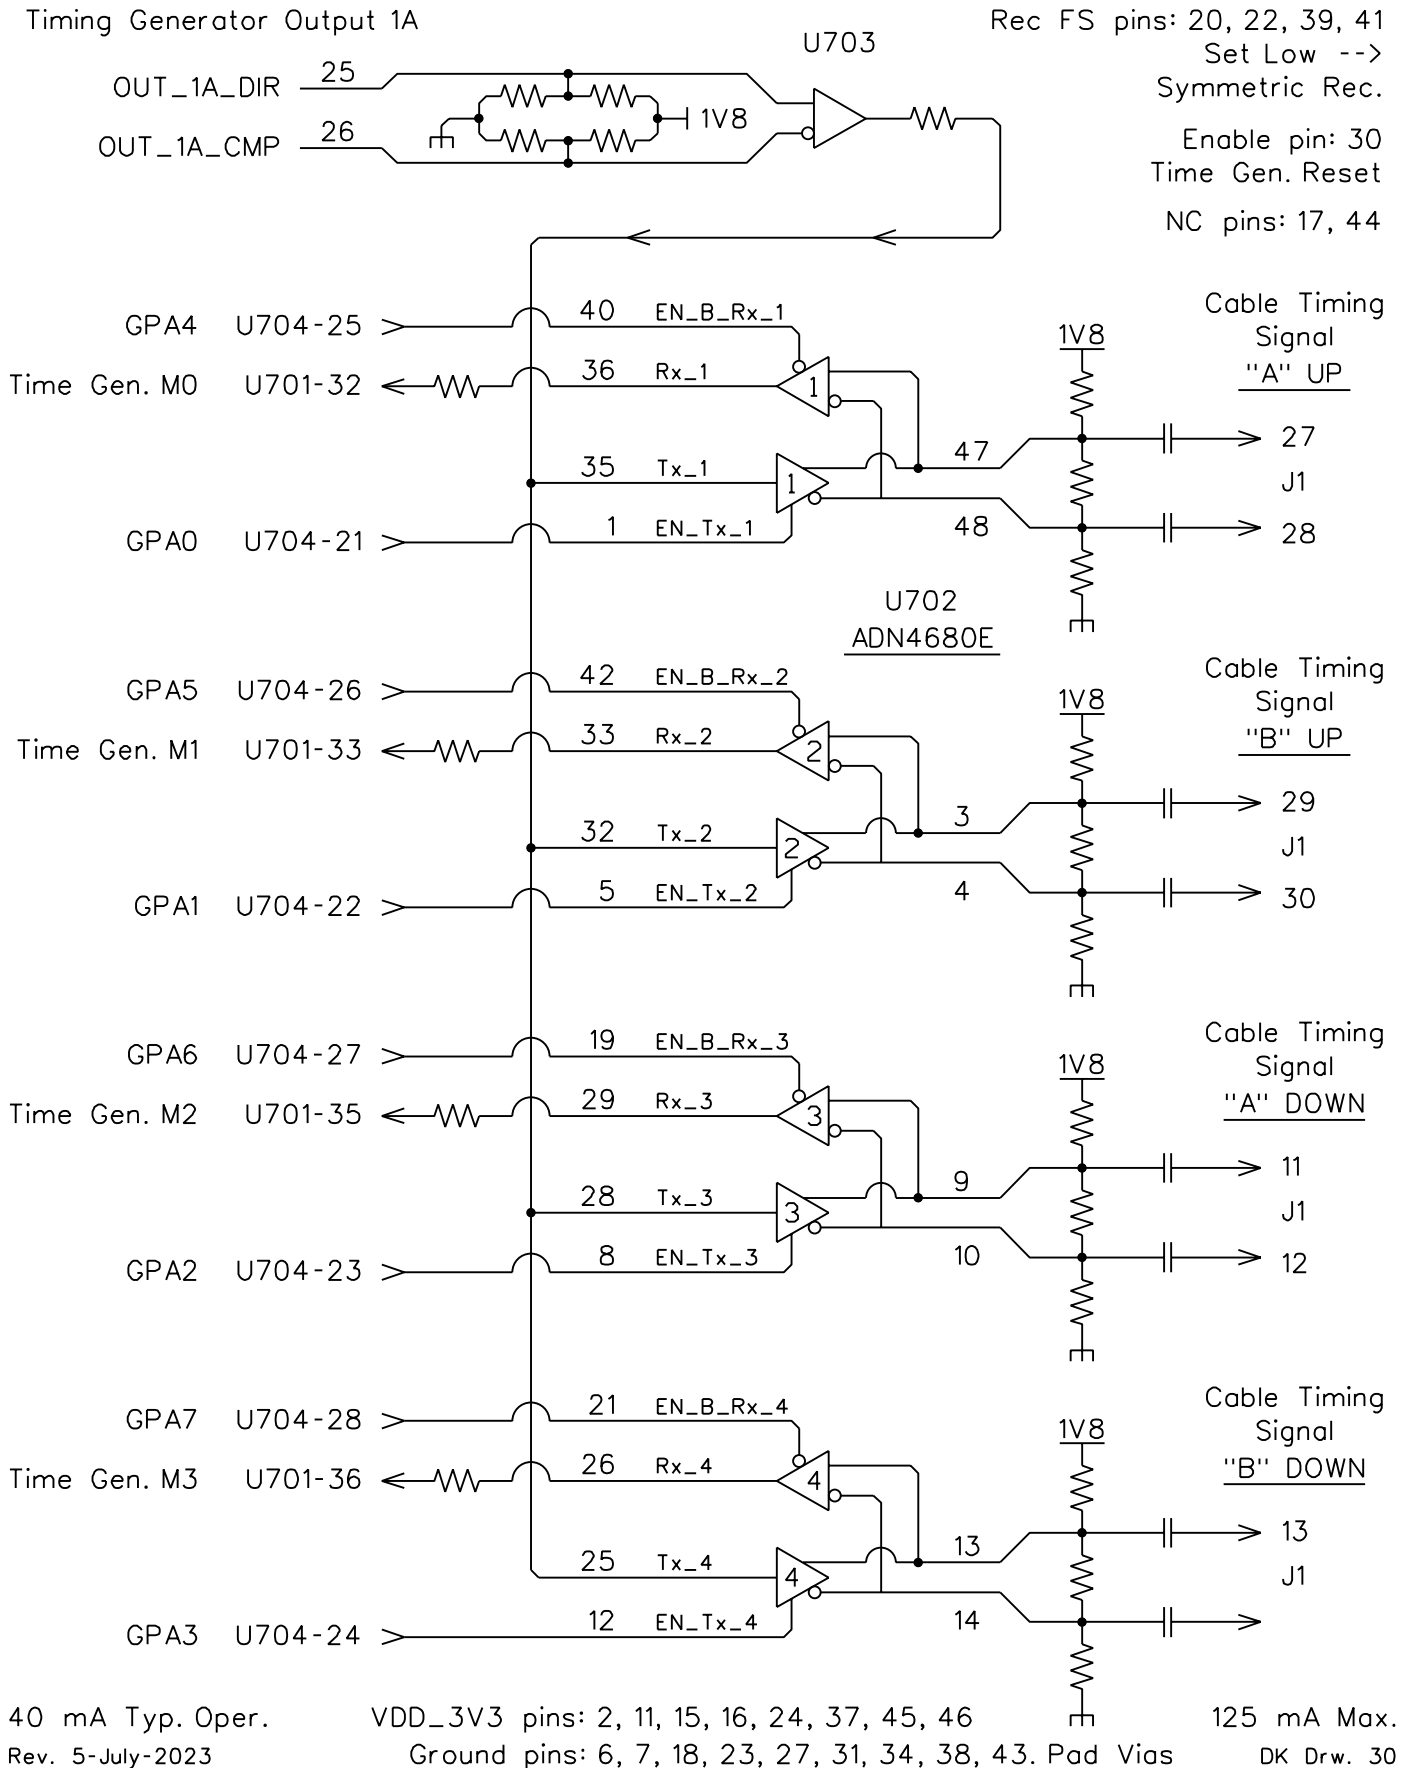 Timing Generator Output 1A
U703
Rec FS pins: 20, 22, 39, 41
Set Low -->
Symmetric Rec.
Enable pin: 30
Time Gen. Reset
NC pins: 17, 44
OUT_1A_DIR 25
OUT_1A_CMP 26
1V8
GPA4 U704-25 40 EN_B_Rx_1
Time Gen. M0 U701-32 36 Rx_1
1
35 Tx_1
1
GPA0 U704-21 1 EN_Tx_1
47
48
1V8
Cable Timing
Signal
"A" UP
27
J1
28
U702
ADN4680E
GPA5 U704-26 42 EN_B_Rx_2
Time Gen. M1 U701-33 33 Rx_2
2
32 Tx_2
2
GPA1 U704-22 5 EN_Tx_2
3
4
1V8
Cable Timing
Signal
"B" UP
29
J1
30
GPA6 U704-27 19 EN_B_Rx_3
Time Gen. M2 U701-35 29 Rx_3
3
28 Tx_3
3
GPA2 U704-23 8 EN_Tx_3
9
10
1V8
Cable Timing
Signal
"A" DOWN
11
J1
12
GPA7 U704-28 21 EN_B_Rx_4
Time Gen. M3 U701-36 26 Rx_4
4
25 Tx_4
4
GPA3 U704-24 12 EN_Tx_4
13
14
1V8
Cable Timing
Signal
"B" DOWN
13
J1
40 mA Typ. Oper.
VDD_3V3 pins: 2, 11, 15, 16, 24, 37, 45, 46
125 mA Max.
Rev. 5-July-2023
Ground pins: 6, 7, 18, 23, 27, 31, 34, 38, 43. Pad Vias
DK Drw. 30